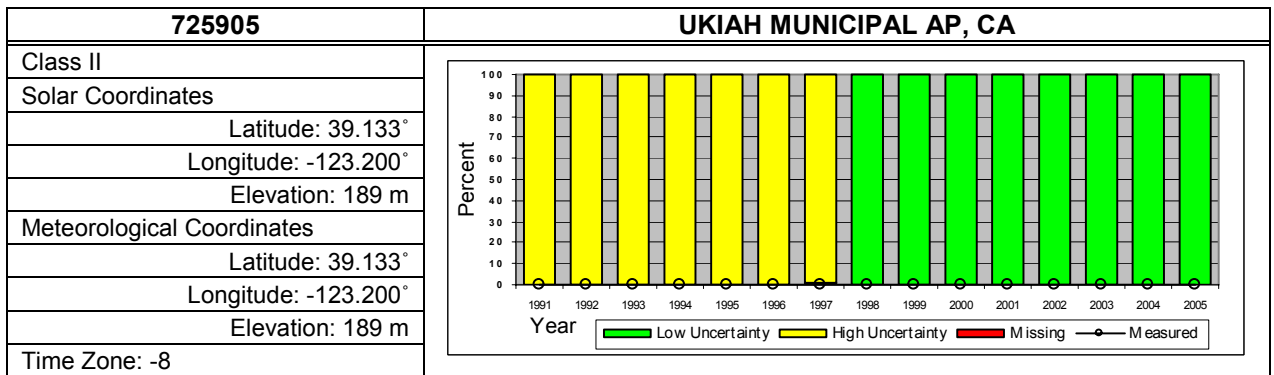 725905
UKIAH MUNICIPAL AP, CA
Class II
Solar Coordinates
Latitude: 39.133˚
Longitude: -123.200˚
Elevation: 189 m
Meteorological Coordinates
Latitude: 39.133˚
Longitude: -123.200˚
Elevation: 189 m
Time Zone: -8
Percent
100
90
80
70
60
50
40
30
20
10
0
1991 1992 1993 1994 1995 1996 1997 1998 1999 2000 2001 2002 2003 2004 2005
Year
Low Uncertainty High Uncertainty Missing Measured